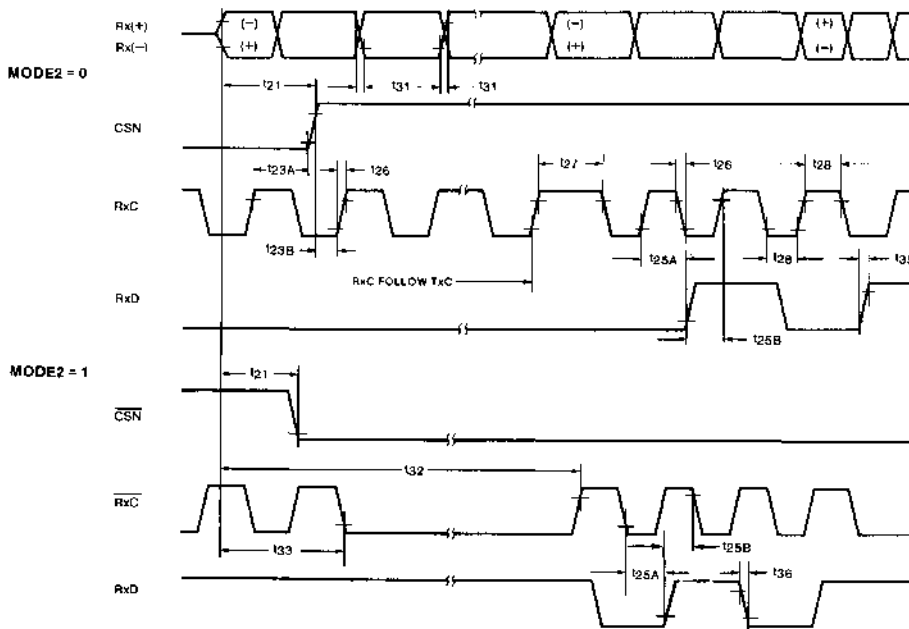 Rx(+) (-) (-) (+)
Rx(-) (+) (+) (-)
MODE2 = 0
t21 t31 t31
CSN
t23A t26 t27 t26 t28
RxC
t23B t25A t28
RxC FOLLOW TxC
RxD
t25B
MODE2 = 1
t21
CSN
t32
RxC
t33 t25B
t25A t36
RxD